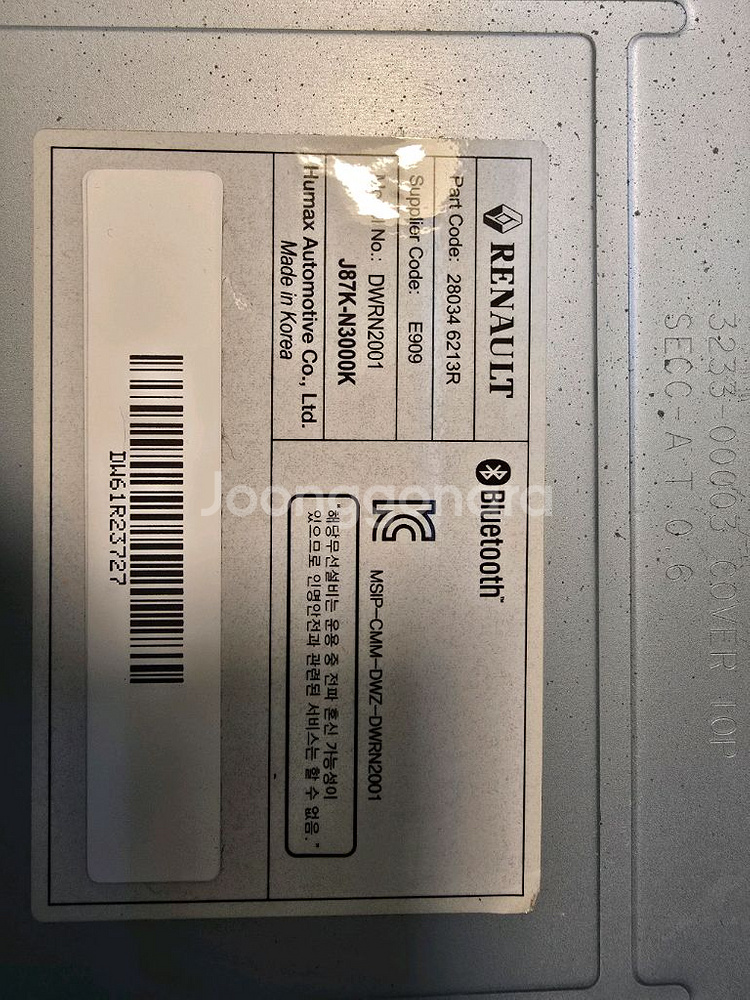 RENAULT
Part Code: 28034 6213R
Supplier Code: E909
Model No.: DWRN2001
J87K-N3000K
Humax Automotive Co., Ltd.
Made in Korea
Bluetooth™
MSIP-CMM-DWZ-DWRN2001
"해당무선설비는 운용 중 전파 혼신 가능성이
있으므로 인명안전과 관련된 서비스는 할 수 없음."
DW61R23727
3233-00003 COVER TOP
SECC-A T0.6
Joonggonara